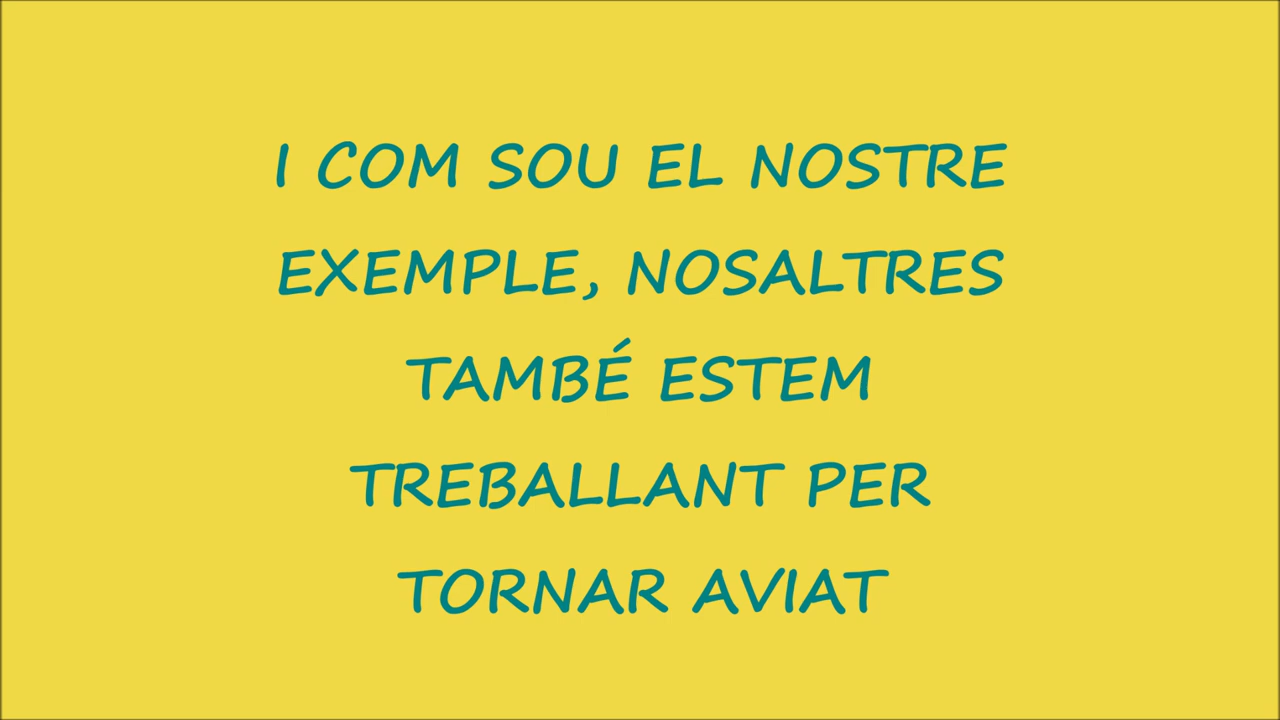 I COM SOU EL NOSTRE
EXEMPLE, NOSALTRES
TAMBÉ ESTEM
TREBALLANT PER
TORNAR AVIAT